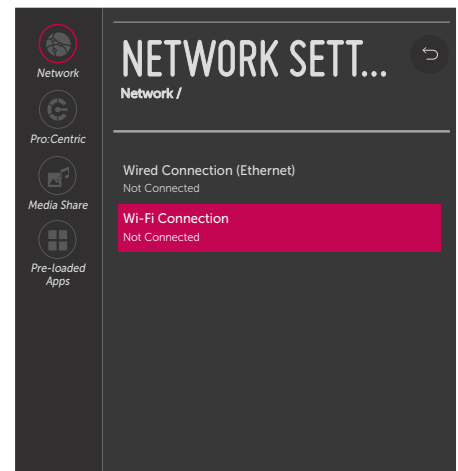 Network
Pro:Centric
Media Share
Pre-loaded
Apps
NETWORK SETT...
Network /
Wired Connection (Ethernet)
Not Connected
Wi-Fi Connection
Not Connected